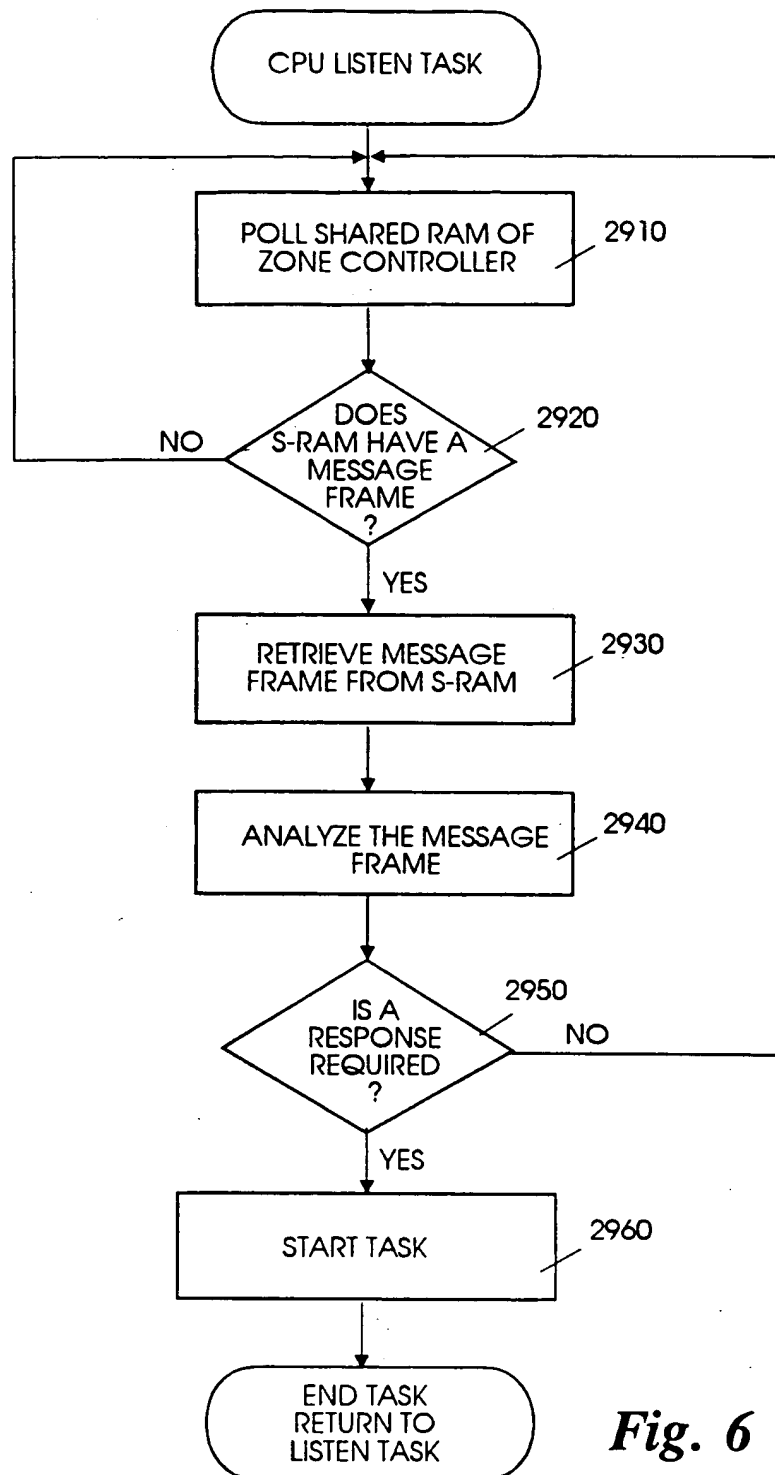 CPU LISTEN TASK
POLL SHARED RAM OF
ZONE CONTROLLER
2910
DOES
S-RAM HAVE A
MESSAGE
FRAME
?
2920
NO
YES
RETRIEVE MESSAGE
FRAME FROM S-RAM
2930
ANALYZE THE MESSAGE
FRAME
2940
IS A
RESPONSE
REQUIRED
?
2950
NO
YES
START TASK
2960
END TASK
RETURN TO
LISTEN TASK
Fig. 6